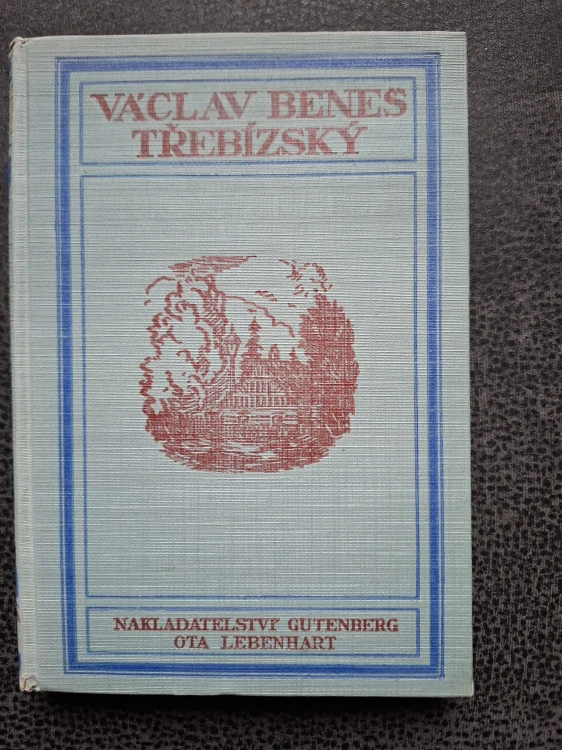 VÁCLAV BENEŠ
TŘEBÍZSKÝ
NAKLADATELSTVÍ GUTENBERG
OTA LEBENHART